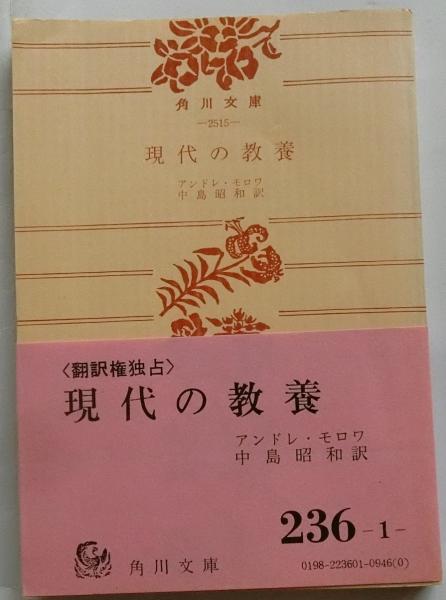 角川文庫
—2515—
現代の教養
アンドレ・モロワ
中島昭和訳
〈翻訳権独占〉
現代の教養
アンドレ・モロワ
中島昭和訳
236-1-
角川文庫
0198-223601-0946(0)